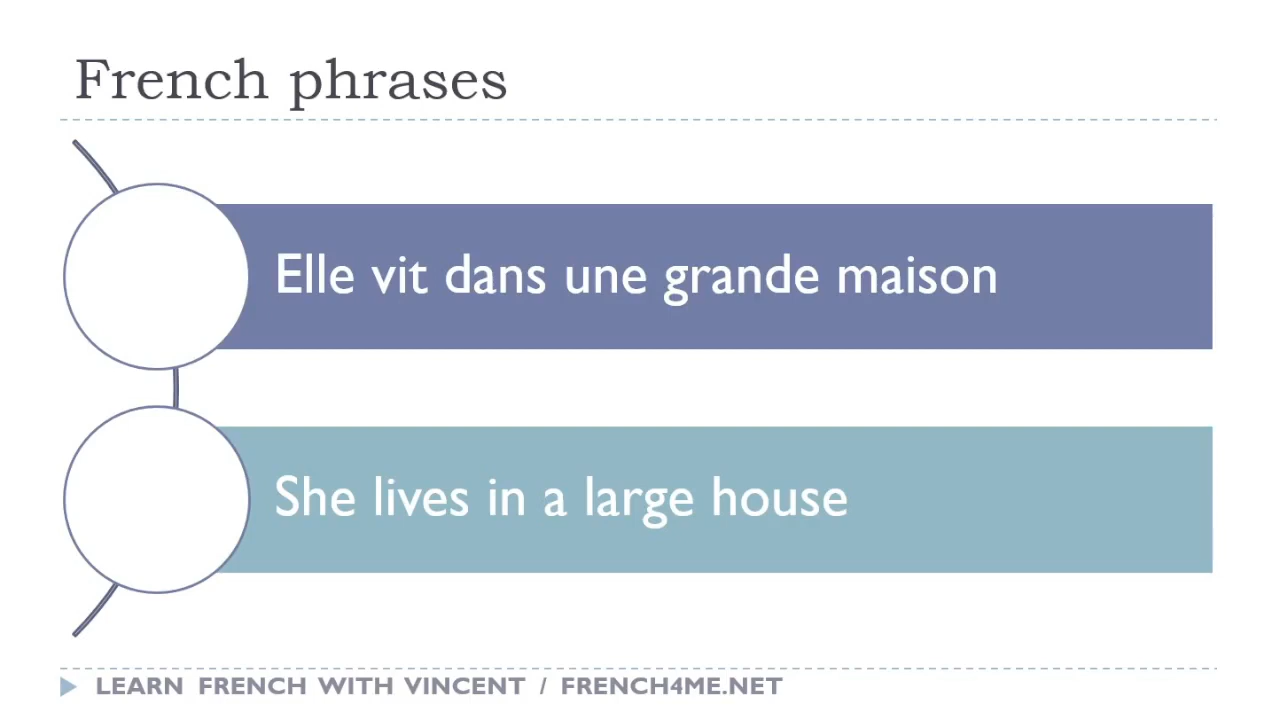 French phrases
Elle vit dans une grande maison
She lives in a large house
LEARN FRENCH WITH VINCENT / FRENCH4ME.NET